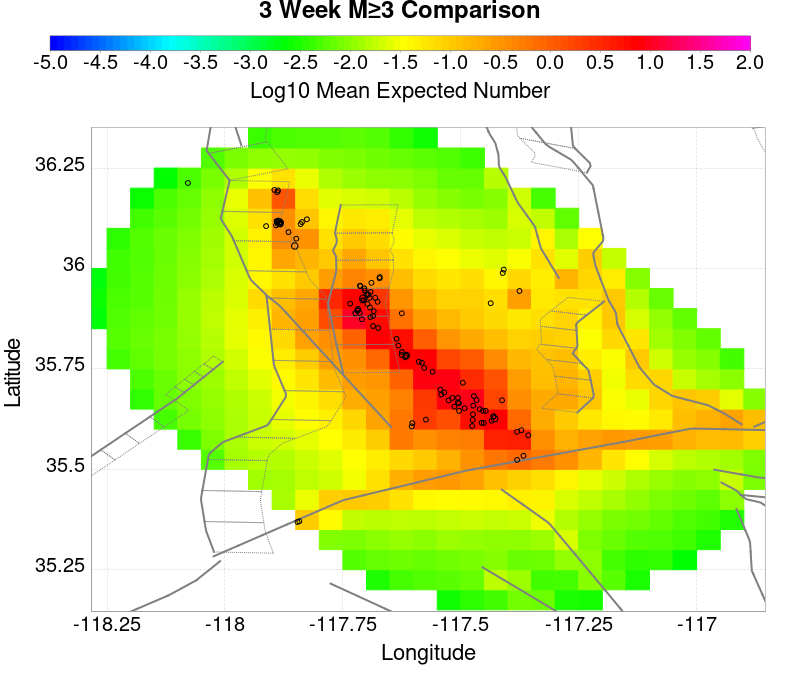 3 Week M≥3 Comparison
-5.0 -4.5 -4.0 -3.5 -3.0 -2.5 -2.0 -1.5 -1.0 -0.5 0.0 0.5 1.0 1.5 2.0
Log10 Mean Expected Number
36.25
36
35.75
35.5
35.25
Latitude
-118.25 -118 -117.75 -117.5 -117.25 -117
Longitude